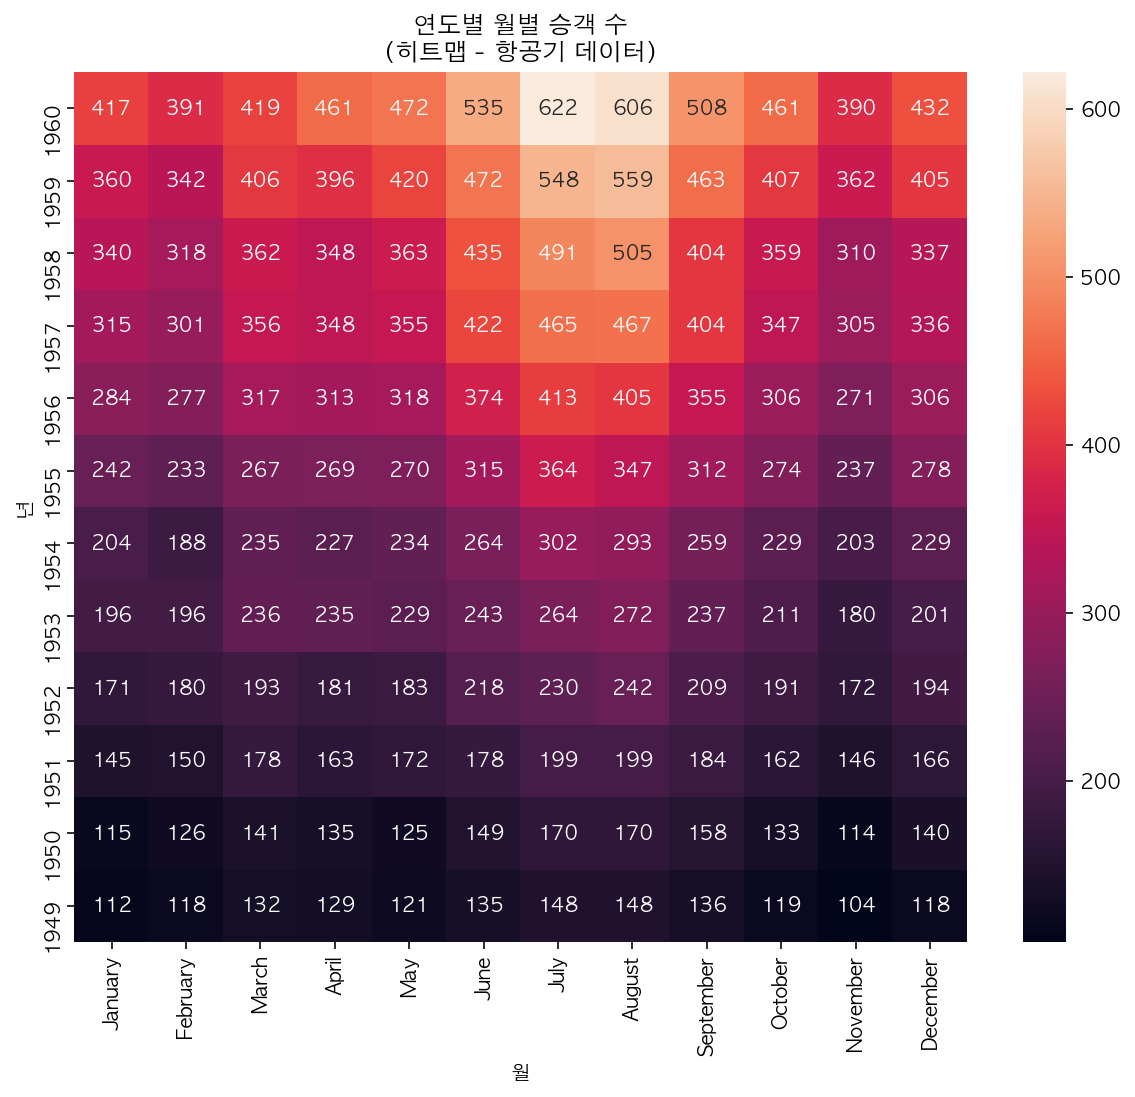 연도별 월별 승객 수
(히트맵 - 항공기 데이터)
1960 417 391 419 461 472 535 622 606 508 461 390 432
1959 360 342 406 396 420 472 548 559 463 407 362 405
1958 340 318 362 348 363 435 491 505 404 359 310 337
1957 315 301 356 348 355 422 465 467 404 347 305 336
1956 284 277 317 313 318 374 413 405 355 306 271 306
1955 242 233 267 269 270 315 364 347 312 274 237 278
1954 204 188 235 227 234 264 302 293 259 229 203 229
1953 196 196 236 235 229 243 264 272 237 211 180 201
1952 171 180 193 181 183 218 230 242 209 191 172 194
1951 145 150 178 163 172 178 199 199 184 162 146 166
1950 115 126 141 135 125 149 170 170 158 133 114 140
1949 112 118 132 129 121 135 148 148 136 119 104 118
년
January February March April May June July August September October November December
월
600
500
400
300
200